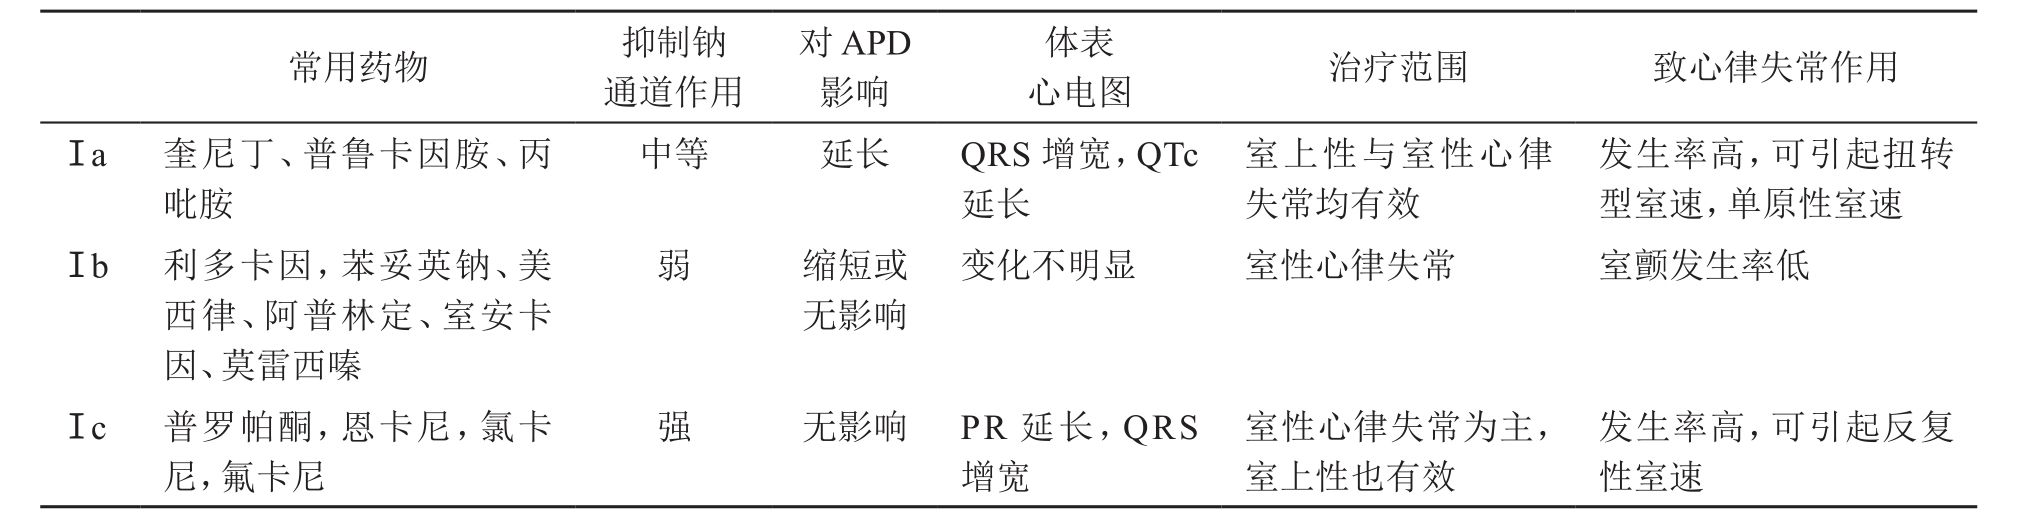 常用药物 抑制钠通道作用 对 APD 影响 体表心电图 治疗范围 致心律失常作用
Ⅰa 奎尼丁、普鲁卡因胺、丙 中等 延长 QRS 增宽，QTc 室上性与室性心律 发生率高，可引起扭转
吡胺 延长 失常均有效 型室速，单原性室速
Ⅰb 利多卡因，苯妥英钠、美 弱 缩短或 变化不明显 室性心律失常 室颤发生率低
西律、阿普林定、室安卡 无影响
因、莫雷西嗪
Ⅰc 普罗帕酮，恩卡尼，氯卡 强 无影响 PR 延长，QRS 室性心律失常为主， 发生率高，可引起反复
尼，氟卡尼 增宽 室上性也有效 性室速